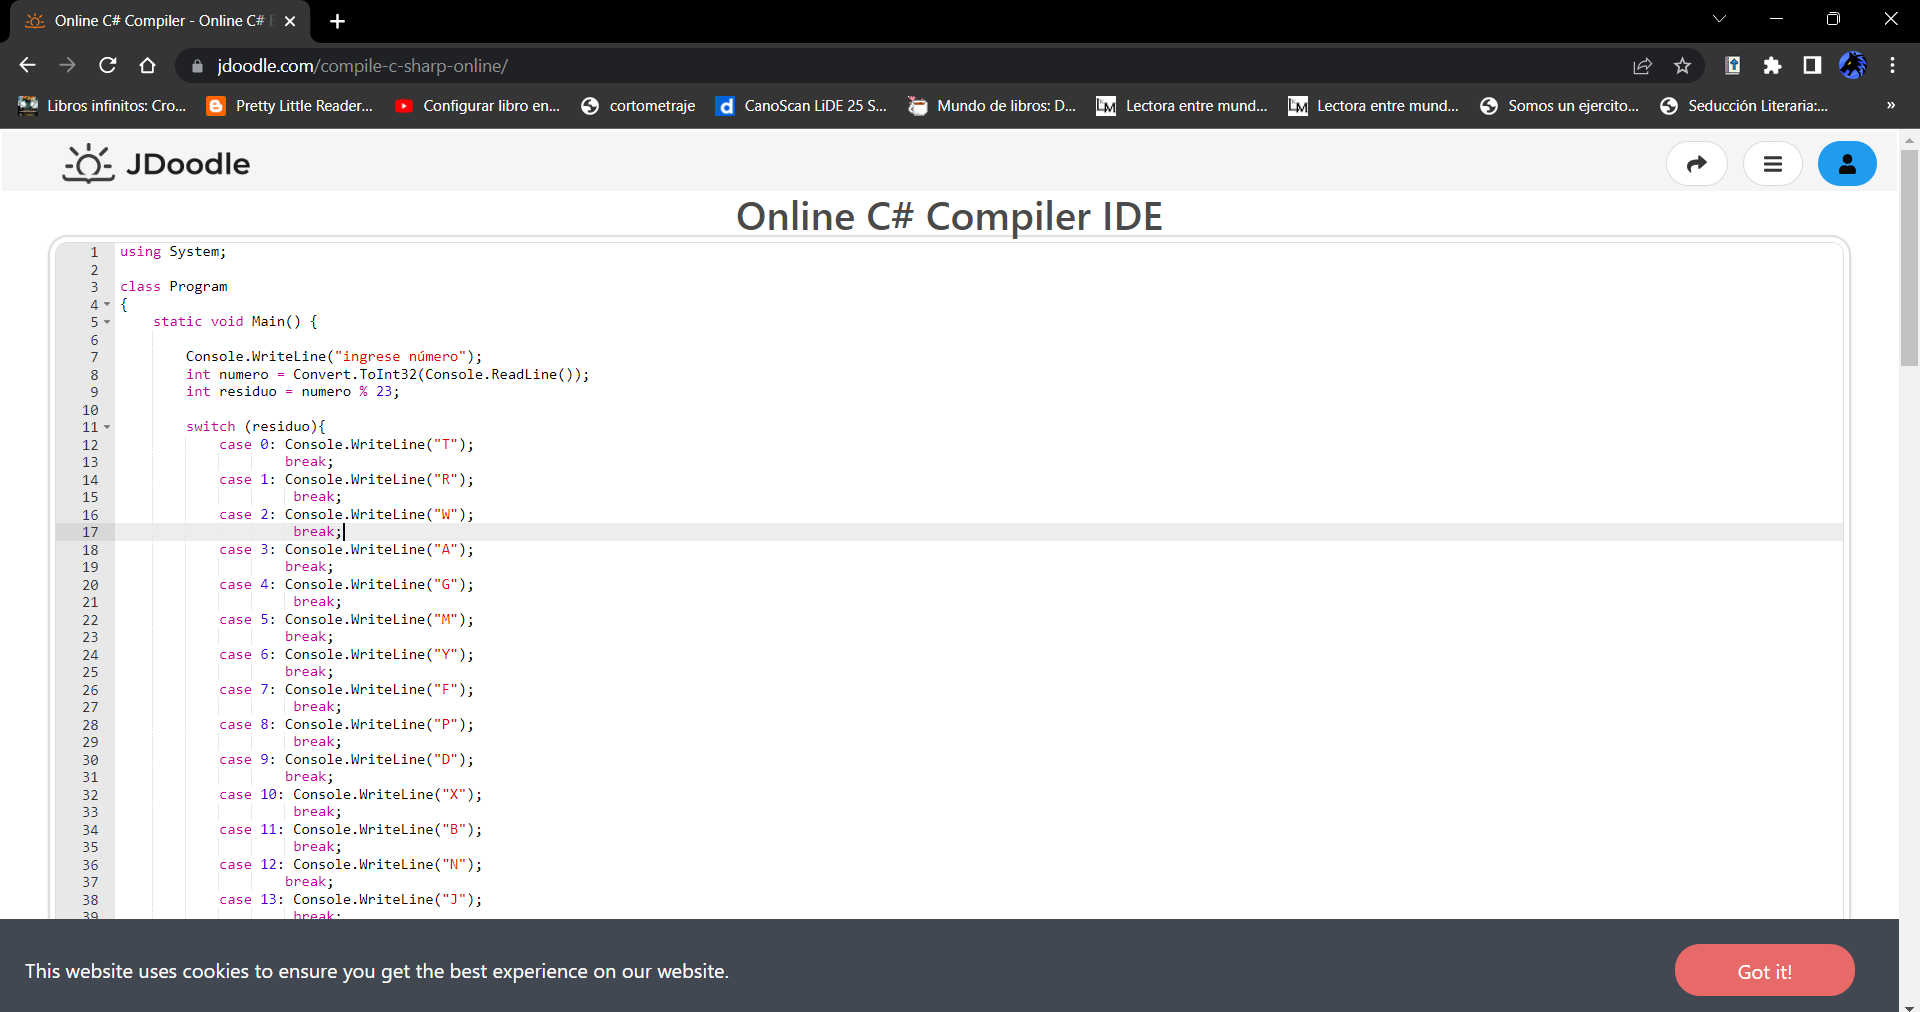 Online C# Compiler - Online C#
jdoodle.com/compile-c-sharp-online/
Libros infinitos: Cro... Pretty Little Reader... Configurar libro en... cortometraje CanoScan LiDE 25 S... Mundo de libros: D... Lectora entre mund... Lectora entre mund... Somos un ejercito... Seducción Literaria:... »
JDoodle
Online C# Compiler IDE
1 using System;
2
3 class Program
4 {
5 static void Main() {
6
7 Console.WriteLine("ingrese número");
8 int numero = Convert.ToInt32(Console.ReadLine());
9 int residuo = numero % 23;
10
11 switch (residuo){
12 case 0: Console.WriteLine("T");
13 break;
14 case 1: Console.WriteLine("R");
15 break;
16 case 2: Console.WriteLine("W");
17 break;
18 case 3: Console.WriteLine("A");
19 break;
20 case 4: Console.WriteLine("G");
21 break;
22 case 5: Console.WriteLine("M");
23 break;
24 case 6: Console.WriteLine("Y");
25 break;
26 case 7: Console.WriteLine("F");
27 break;
28 case 8: Console.WriteLine("P");
29 break;
30 case 9: Console.WriteLine("D");
31 break;
32 case 10: Console.WriteLine("X");
33 break;
34 case 11: Console.WriteLine("B");
35 break;
36 case 12: Console.WriteLine("N");
37 break;
38 case 13: Console.WriteLine("J");
39 break;
This website uses cookies to ensure you get the best experience on our website.
Got it!